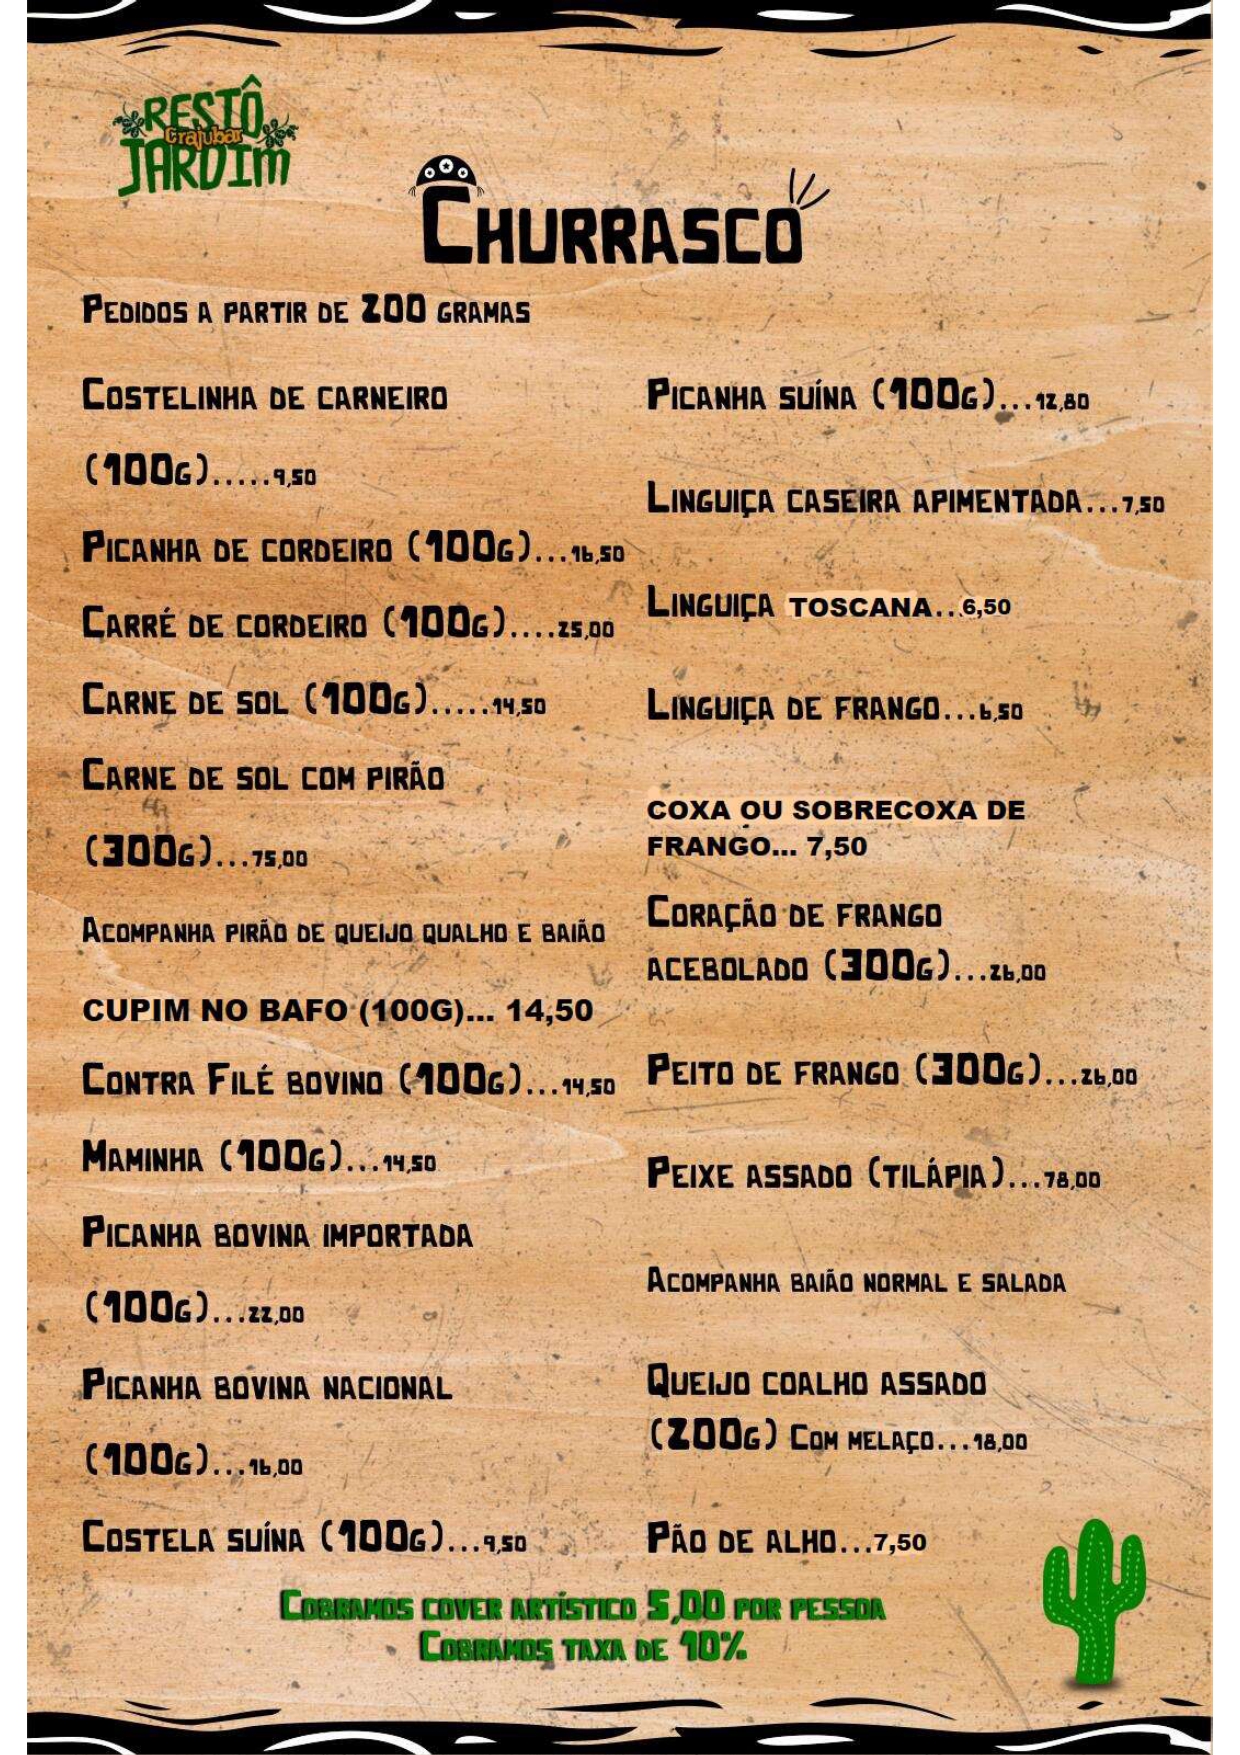 RESTÔ
Crajubar
JARDIM
CHURRASCO
PEDIDOS A PARTIR DE 200 GRAMAS
COSTELINHA DE CARNEIRO
(100G).....9,50
PICANHA DE CORDEIRO (100G)...16,50
CARRÉ DE CORDEIRO (100G)....25,00
CARNE DE SOL (100G).....14,50
CARNE DE SOL COM PIRÃO
(300G)...75,00
ACOMPANHA PIRÃO DE QUEIJO QUALHO E BAIÃO
CUPIM NO BAFO (100G)... 14,50
CONTRA FILÉ BOVINO (100G)...14,50
MAMINHA (100G)...14,50
PICANHA BOVINA IMPORTADA
(100G)...22,00
PICANHA BOVINA NACIONAL
(100G)...16,00
COSTELA SUÍNA (100G)...9,50
PICANHA SUÍNA (100G)...12,80
LINGUIÇA CASEIRA APIMENTADA...7,50
LINGUIÇA TOSCANA...6,50
LINGUIÇA DE FRANGO...6,50
COXA OU SOBRECOXA DE
FRANGO... 7,50
CORAÇÃO DE FRANGO
ACEBOLADO (300G)...26,00
PEITO DE FRANGO (300G)...26,00
PEIXE ASSADO (TILÁPIA)...78,00
ACOMPANHA BAIÃO NORMAL E SALADA
QUEIJO COALHO ASSADO
(200G) COM MELAÇO...18,00
PÃO DE ALHO...7,50
COBRAMOS COVER ARTÍSTICO 5,00 POR PESSOA
COBRAMOS TAXA DE 10%